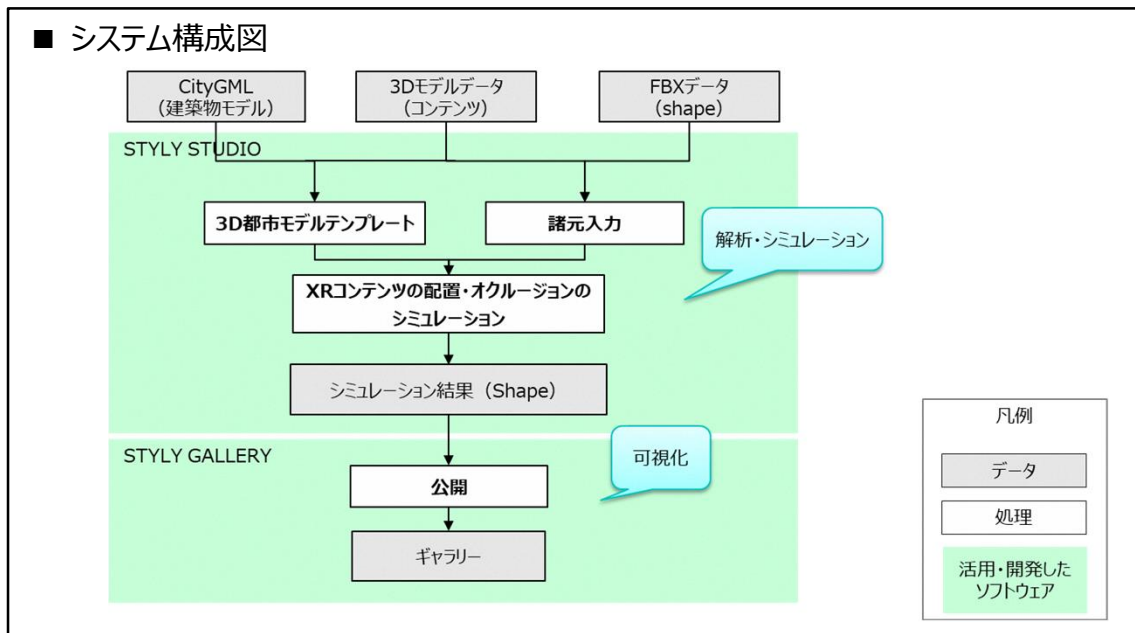 ■ システム構成図
CityGML
(建築物モデル)
3Dモデルデータ
(コンテンツ)
FBXデータ
(shape)
STYLY STUDIO
3D都市モデルテンプレート
諸元入力
解析・シミュレーション
XRコンテンツの配置・オクルージョンの
シミュレーション
シミュレーション結果（Shape）
STYLY GALLERY
可視化
公開
ギャラリー
凡例
データ
処理
活用・開発した
ソフトウェア